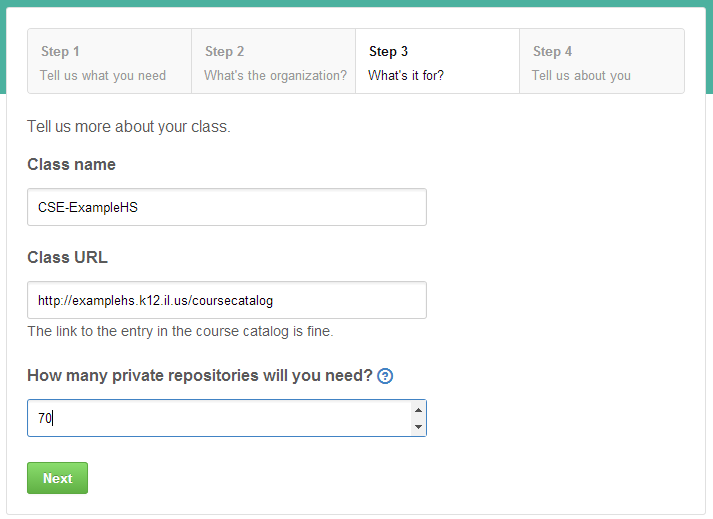 Step 1
Tell us what you need
Step 2
What's the organization?
Step 3
What's it for?
Step 4
Tell us about you
Tell us more about your class.
Class name
CSE-ExampleHS
Class URL
http://examplehs.k12.il.us/coursecatalog
The link to the entry in the course catalog is fine.
How many private repositories will you need? ?
70
Next